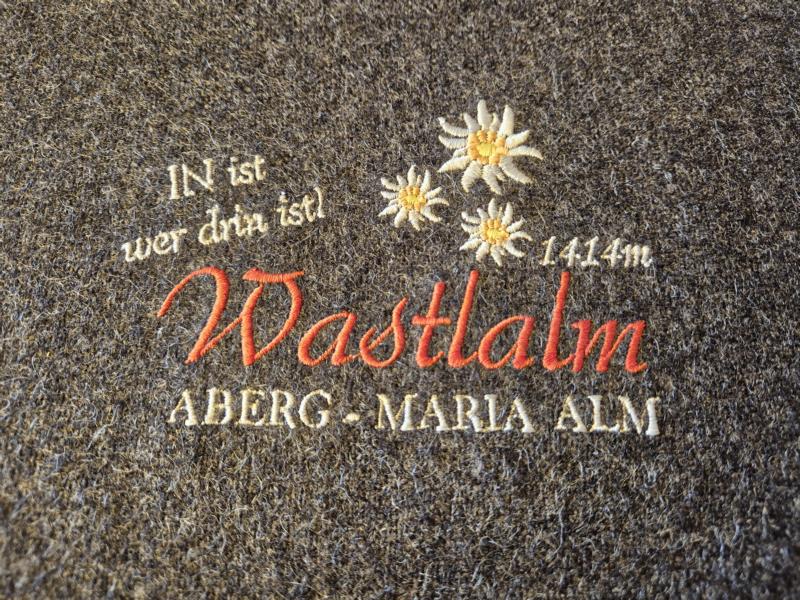 IN ist
wer drin ist!
1414m
Wastlalm
ABERG - MARIA ALM